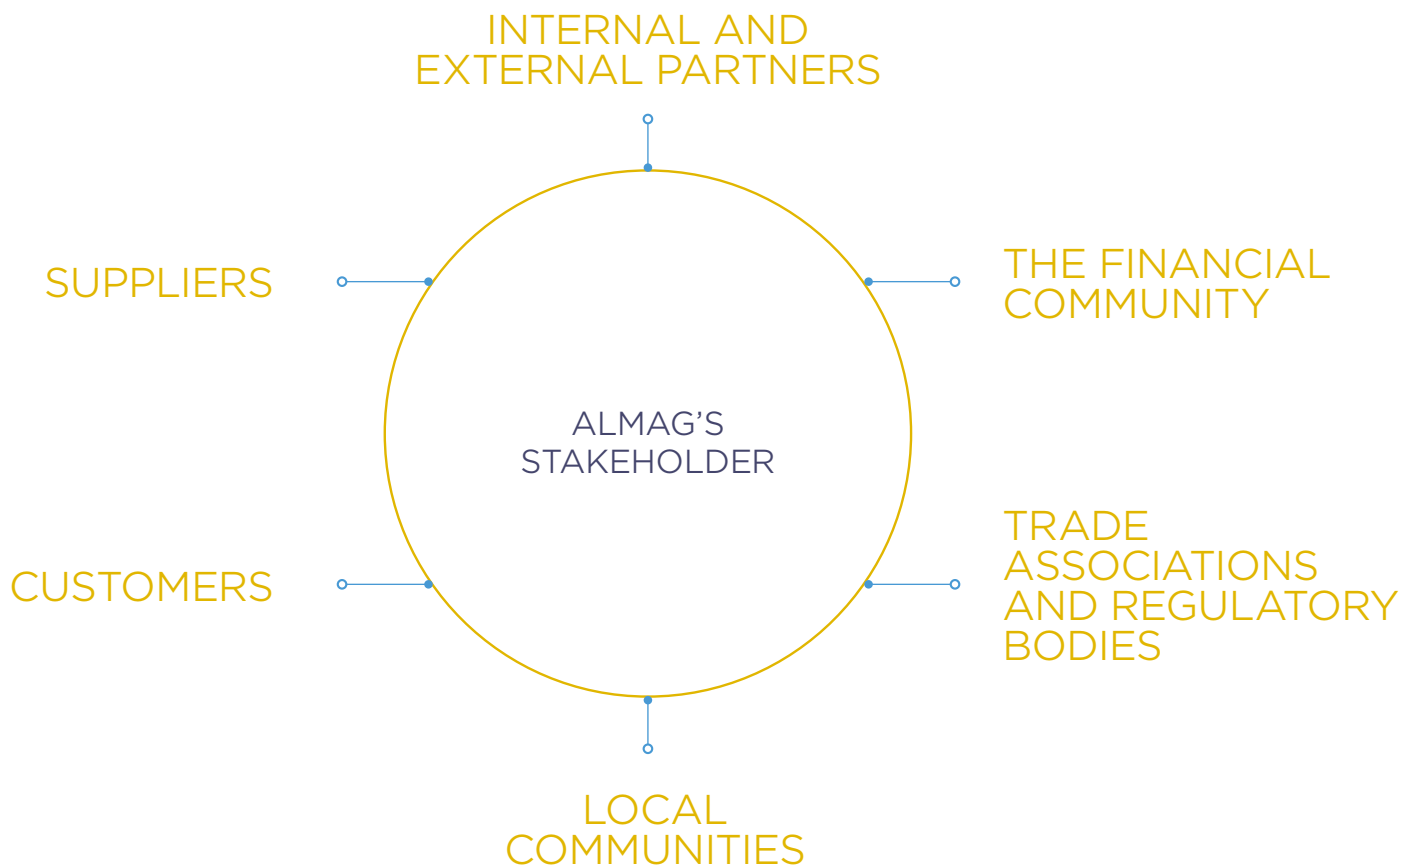 INTERNAL AND
EXTERNAL PARTNERS
SUPPLIERS
THE FINANCIAL
COMMUNITY
ALMAG’S
STAKEHOLDER
CUSTOMERS
TRADE
ASSOCIATIONS
AND REGULATORY
BODIES
LOCAL
COMMUNITIES